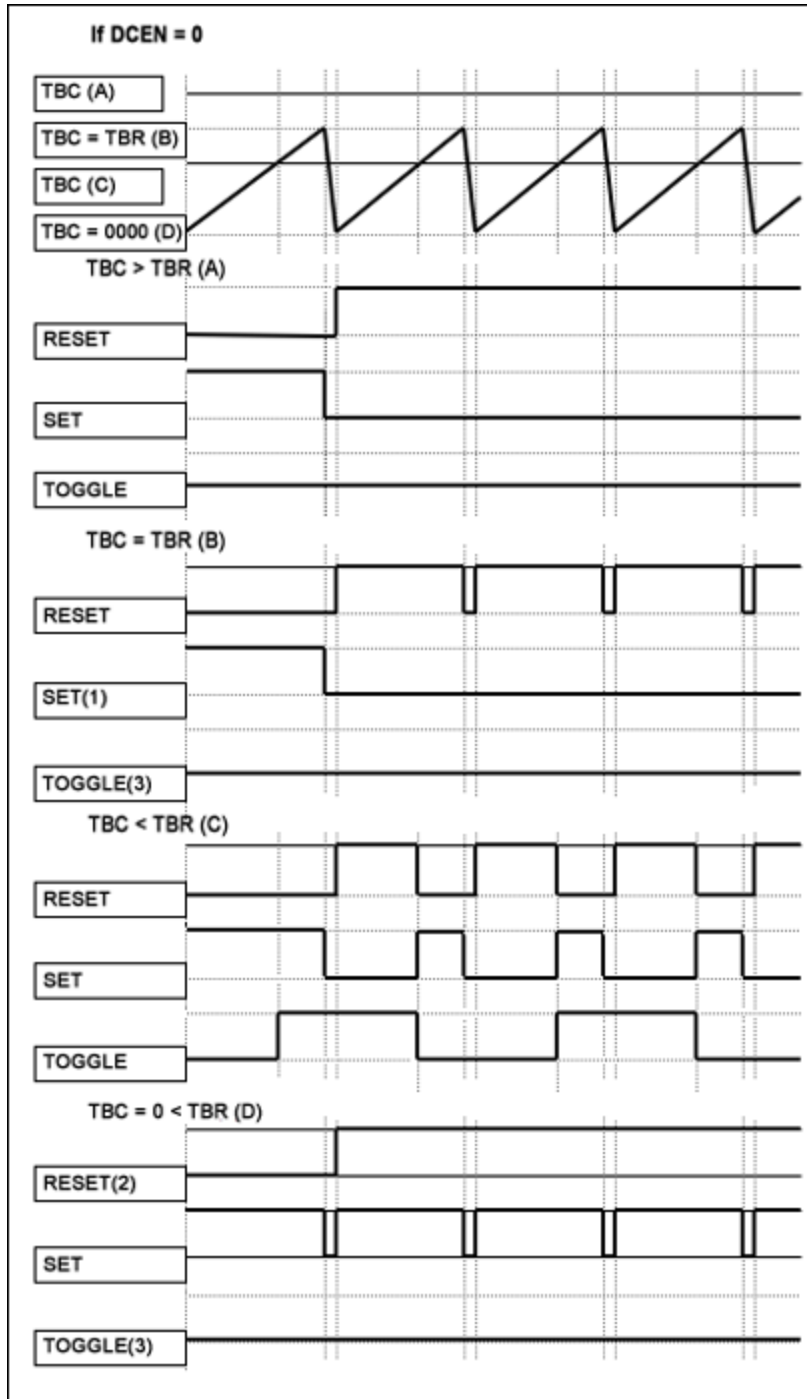 If DCEN = 0
TBC (A)
TBC = TBR (B)
TBC (C)
TBC = 0000 (D)
TBC > TBR (A)
RESET
SET
TOGGLE
TBC = TBR (B)
RESET
SET(1)
TOGGLE(3)
TBC < TBR (C)
RESET
SET
TOGGLE
TBC = 0 < TBR (D)
RESET(2)
SET
TOGGLE(3)